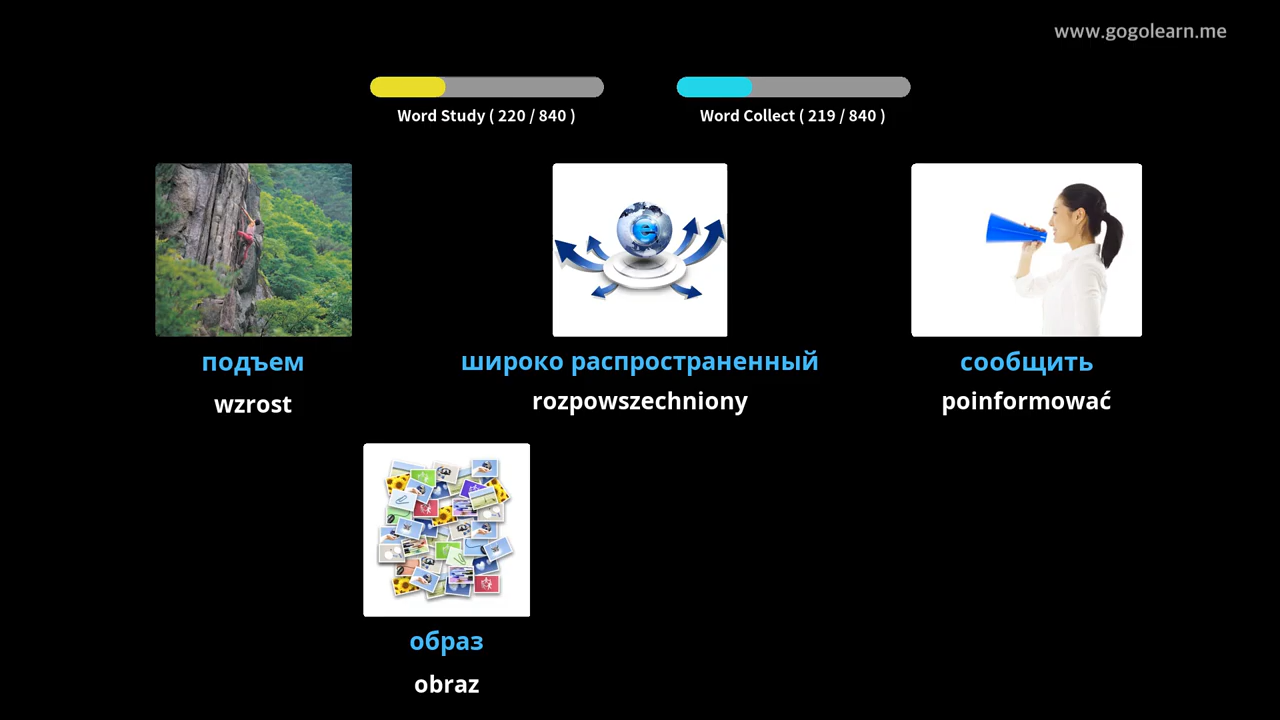 www.gogolearn.me
Word Study ( 220 / 840 )
Word Collect ( 219 / 840 )
подъем
wzrost
широко распространенный
rozpowszechniony
сообщить
poinformować
образ
obraz